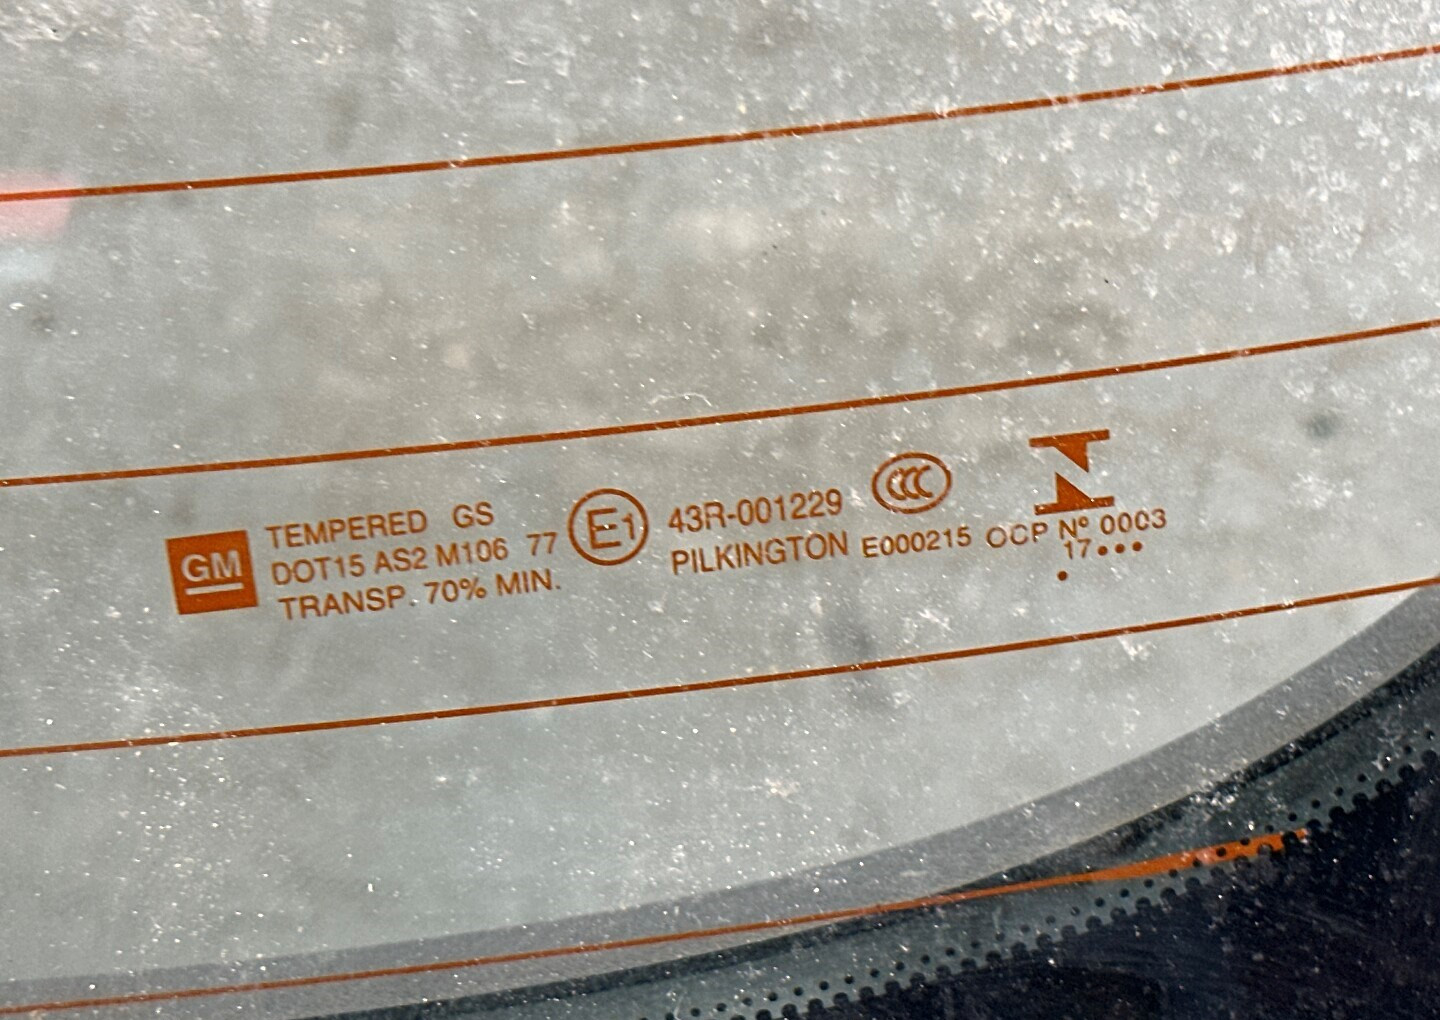 GM
TEMPERED GS
DOT15 AS2 M106 77
TRANSP. 70% MIN.
E1
43R-001229
PILKINGTON E000215 OCP Nº 0003
CCC
17•••
•